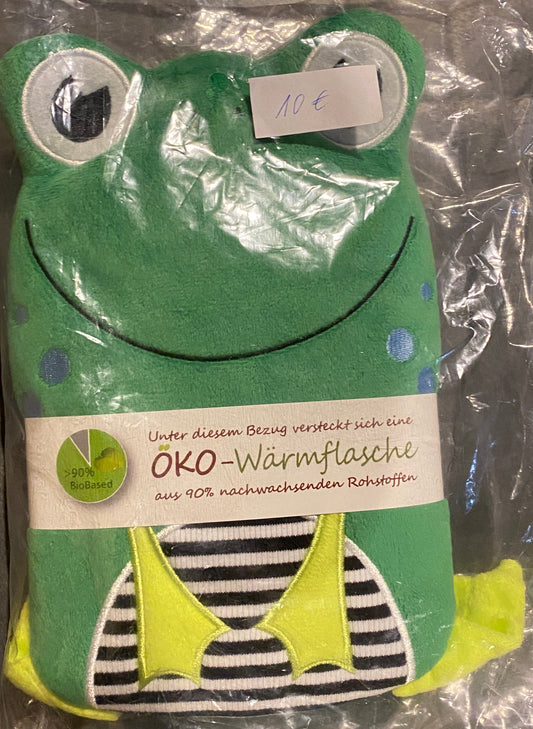 10 €
Unter diesem Bezug versteckt sich eine
ÖKO-Wärmflasche
aus 90% nachwachsenden Rohstoffen
>90%
BioBased